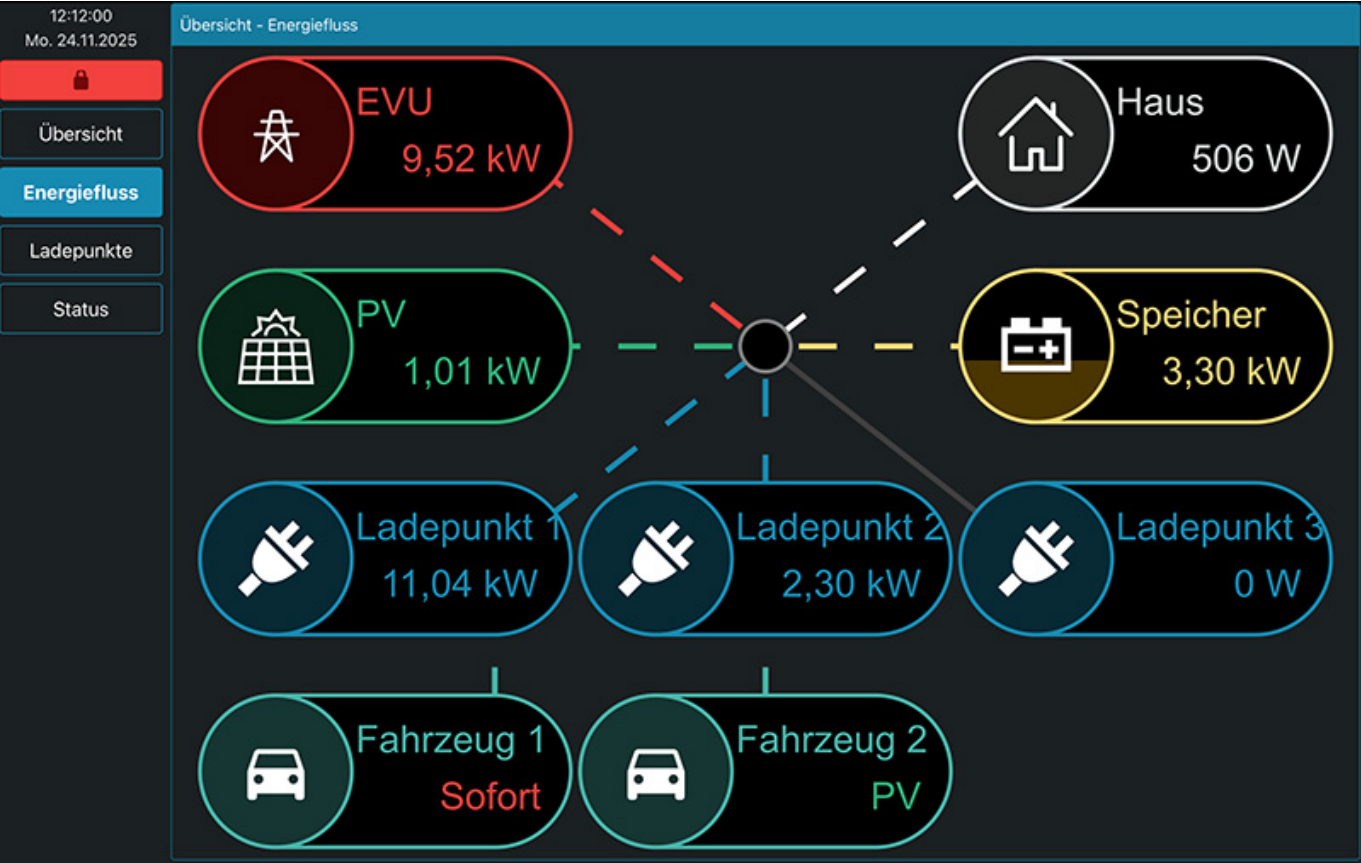 12:12:00
Mo. 24.11.2025
Übersicht
Energiefluss
Ladepunkte
Status
Übersicht - Energiefluss
EVU
9,52 kW
Haus
506 W
PV
1,01 kW
Speicher
3,30 kW
Ladepunkt 1
11,04 kW
Ladepunkt 2
2,30 kW
Ladepunkt 3
0 W
Fahrzeug 1
Sofort
Fahrzeug 2
PV